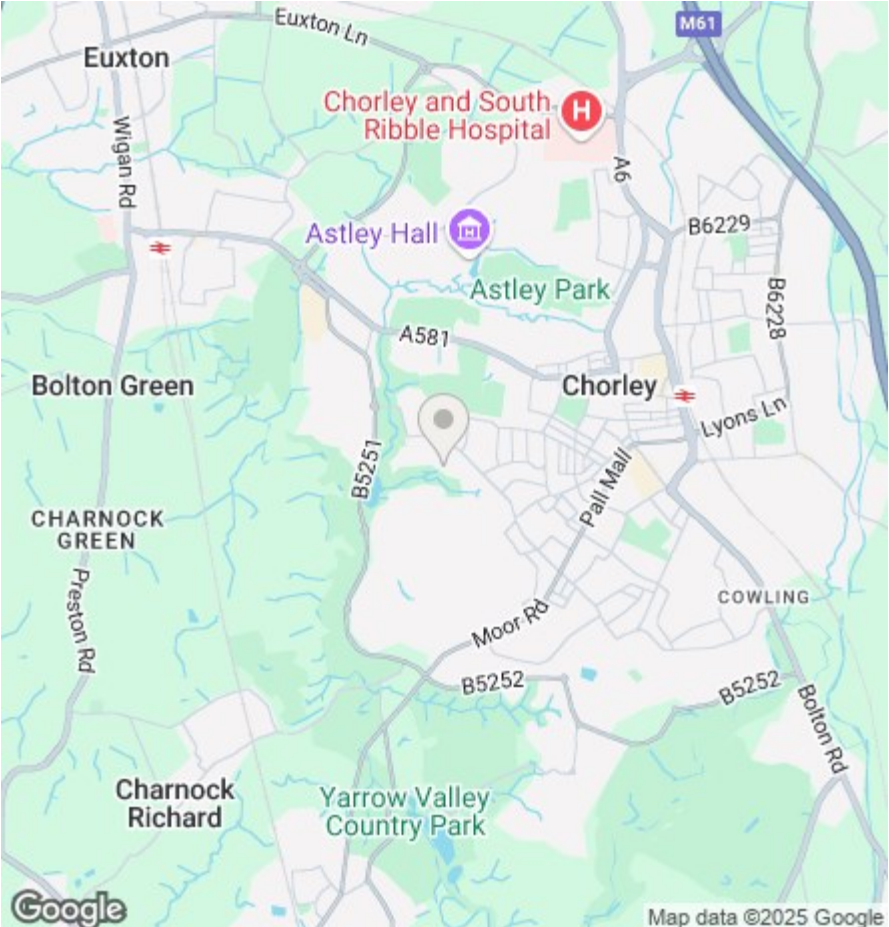 M61
Euxton Ln
Euxton
Chorley and South
Ribble Hospital
H
Wigan Rd
A6
B6229
Astley Hall
Astley Park
B6228
A581
Bolton Green
Chorley
Lyons Ln
B5251
Pall Mall
CHARNOCK
GREEN
Preston Rd
COWLING
Moor Rd
B5252
B5252
Bolton Rd
Charnock
Richard
Yarrow Valley
Country Park
Google
Map data ©2025 Google